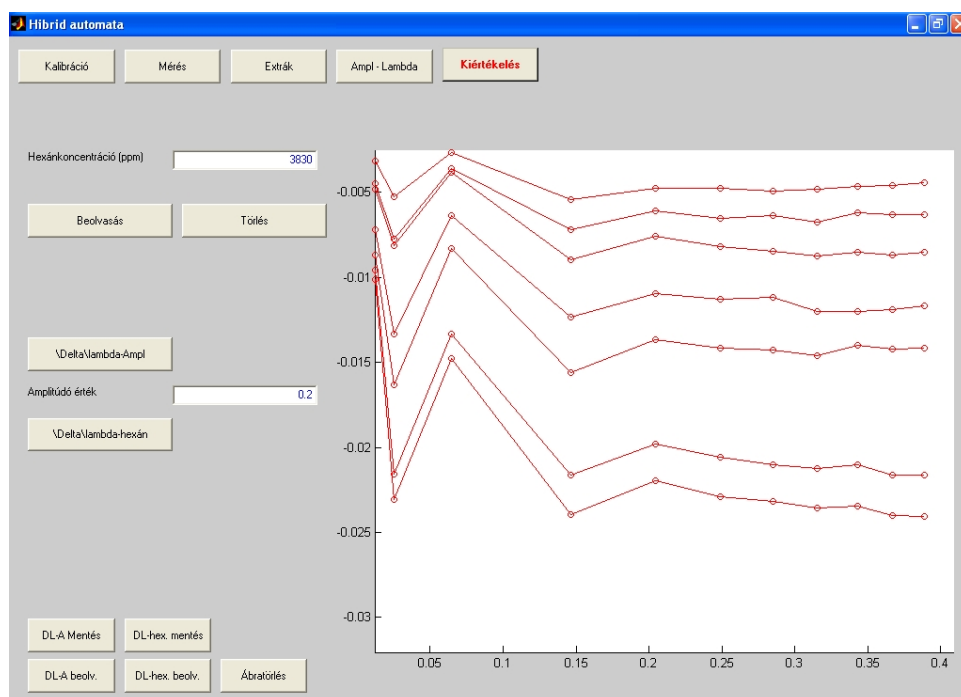 Hibrid automata
Kalibráció Mérés Extrák Ampl - Lambda Kiértékelés
Hexánkoncentráció (ppm) 3830
Beolvasás Törlés
\Delta\lambda-Ampl
Amplitúdó érték 0.2
\Delta\lambda-hexán
DL-A Mentés DL-hex. mentés
DL-A beolv. DL-hex. beolv. Ábratörlés
-0.005
-0.01
-0.015
-0.02
-0.025
-0.03
0.05 0.1 0.15 0.2 0.25 0.3 0.35 0.4